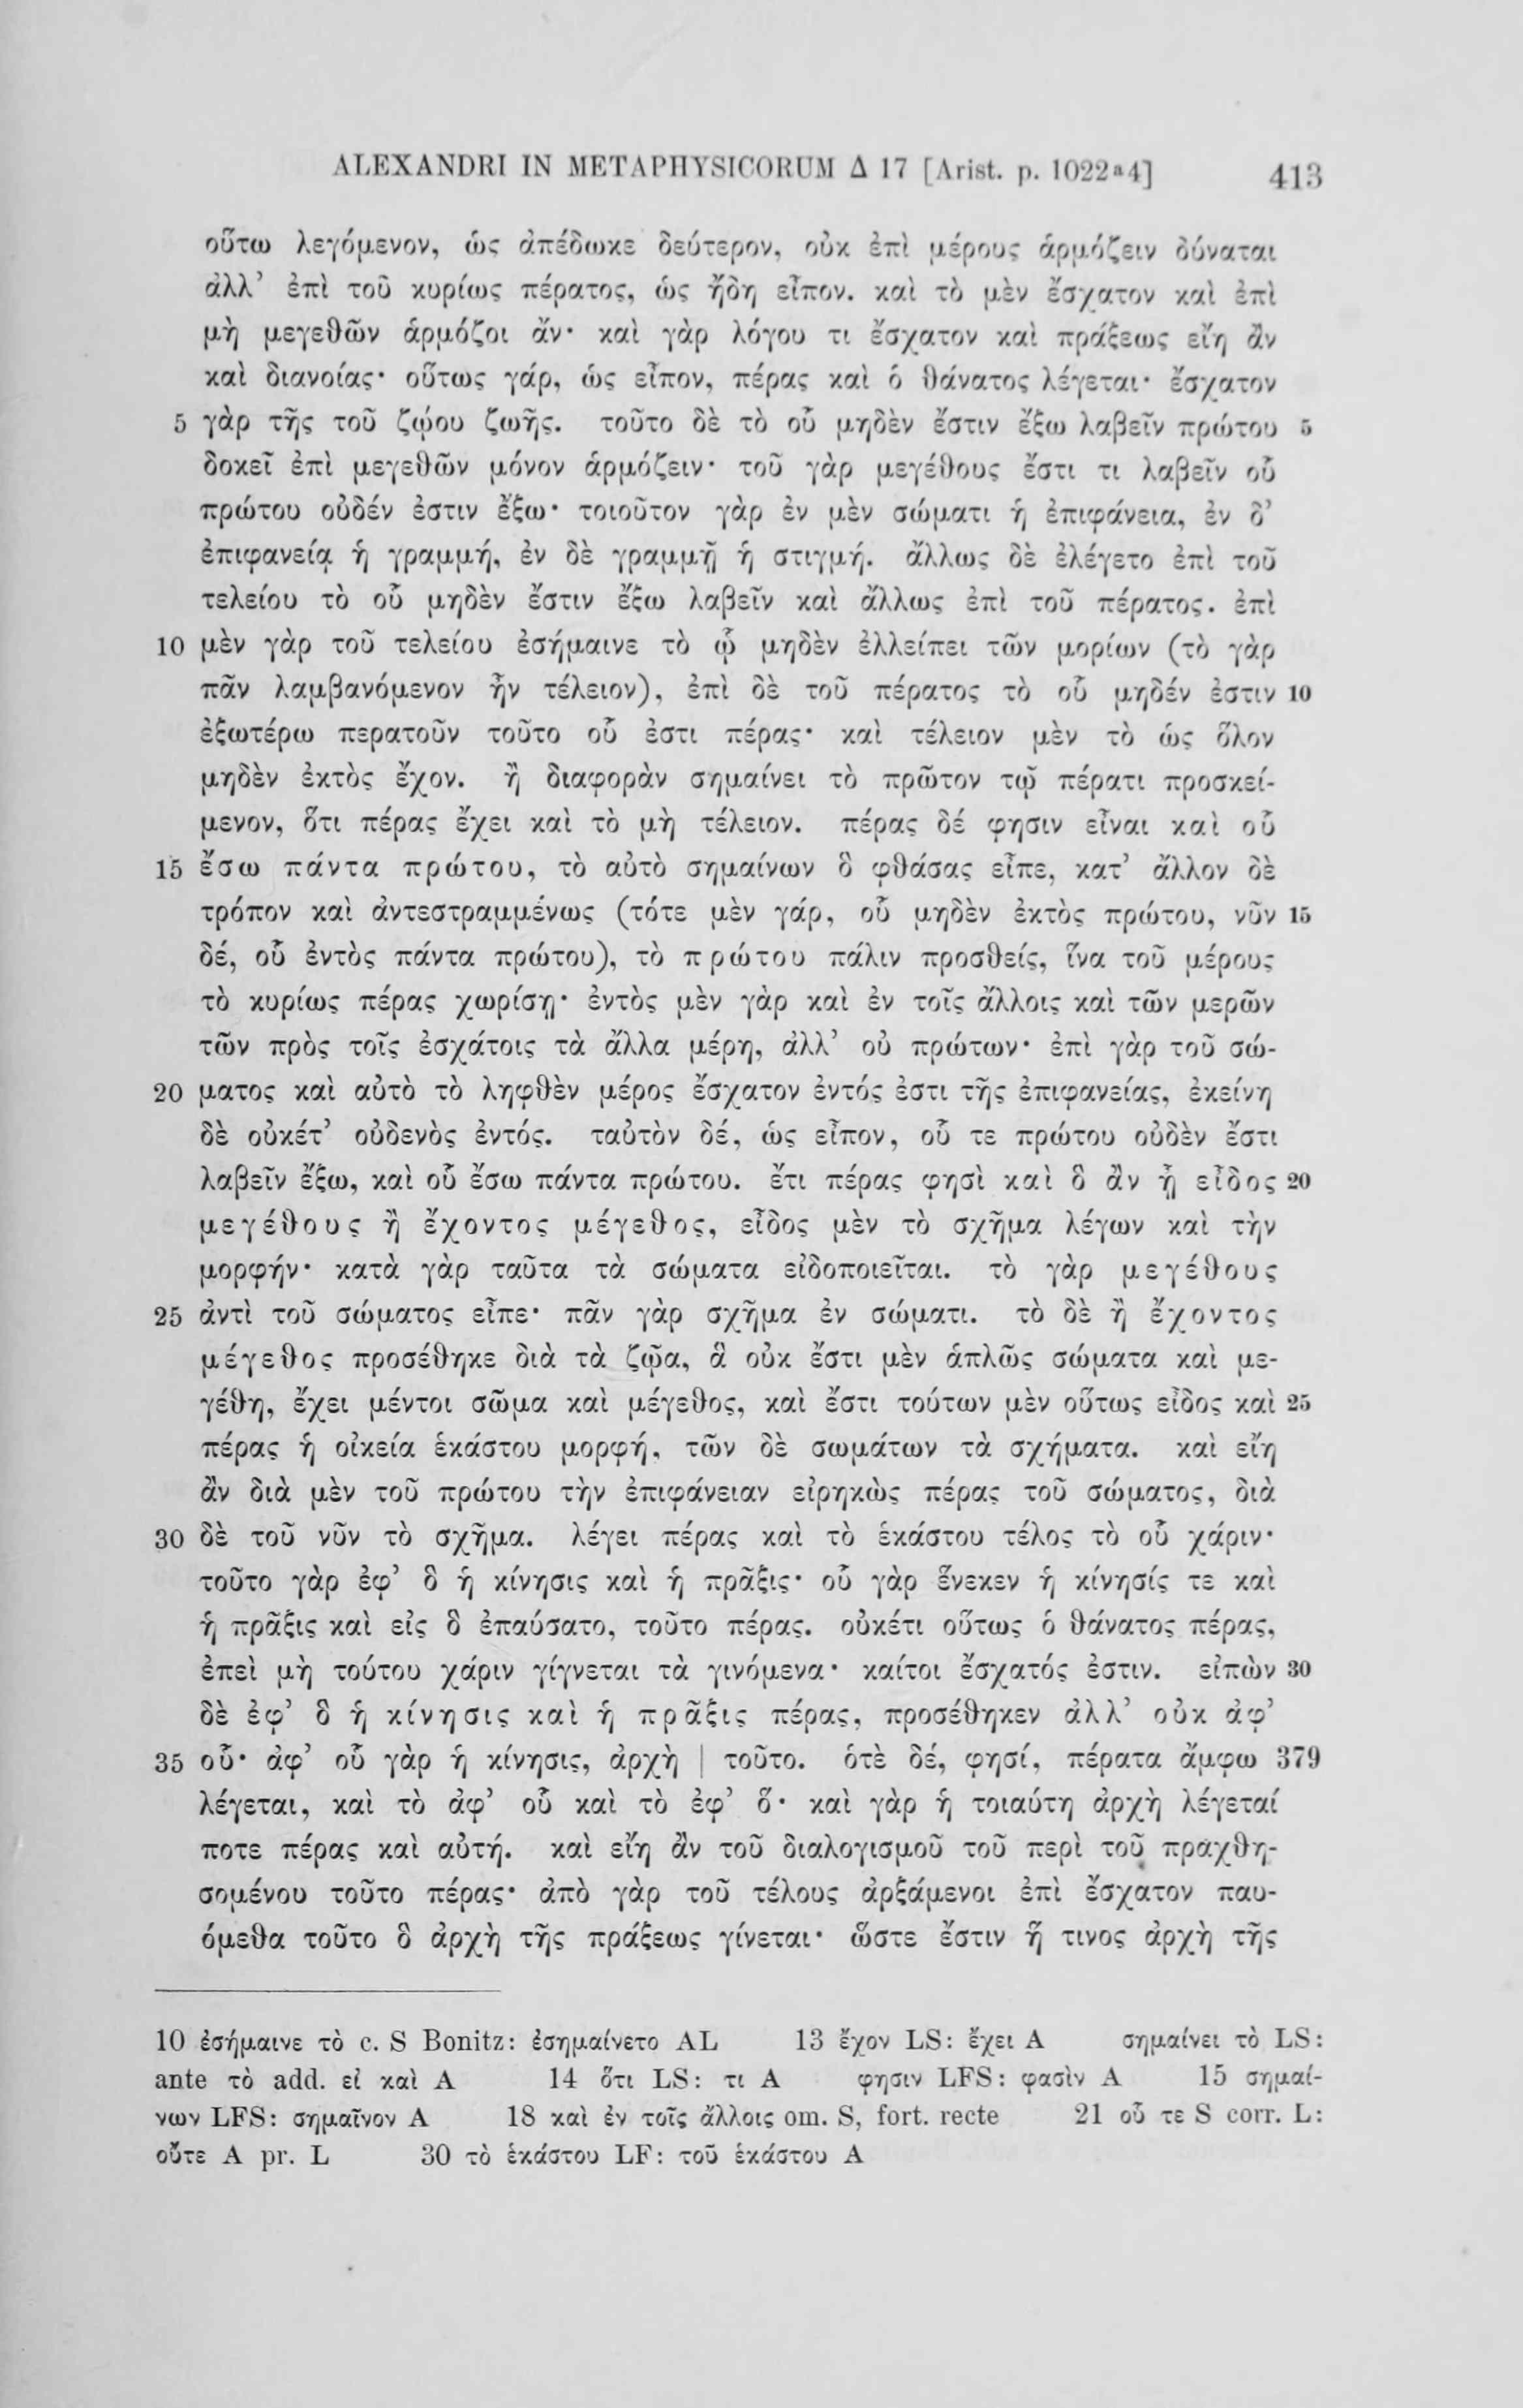 ALEXANDRI IN METAPHYSICORUM Δ 17 [Arist. p. 1022ᵃ4] 413
οὕτω λεγόμενον, ὡς ἀπέδωκε δεύτερον, οὐκ ἐπὶ μέρους ἁρμόζειν δύναται
ἀλλ’ ἐπὶ τοῦ κυρίως πέρατος, ὡς ἤδη εἶπον. καὶ τὸ μὲν ἔσχατον καὶ ἐπὶ
μὴ μεγεθῶν ἁρμόζοι ἄν· καὶ γὰρ λόγου τι ἔσχατον καὶ πράξεως εἴη ἂν
καὶ διανοίας· οὕτως γάρ, ὡς εἶπον, πέρας καὶ ὁ θάνατος λέγεται· ἔσχατον
5 γὰρ τῆς τοῦ ζῴου ζωῆς. τοῦτο δὲ τὸ οὗ μηδὲν ἔστιν ἔξω λαβεῖν πρώτου 5
δοκεῖ ἐπὶ μεγεθῶν μόνον ἁρμόζειν· τοῦ γὰρ μεγέθους ἔστι τι λαβεῖν οὗ
πρώτου οὐδέν ἐστιν ἔξω· τοιοῦτον γὰρ ἐν μὲν σώματι ἡ ἐπιφάνεια, ἐν δ’
ἐπιφανείᾳ ἡ γραμμή, ἐν δὲ γραμμῇ ἡ στιγμή. ἄλλως δὲ ἐλέγετο ἐπὶ τοῦ
τελείου τὸ οὗ μηδὲν ἔστιν ἔξω λαβεῖν καὶ ἄλλως ἐπὶ τοῦ πέρατος. ἐπὶ
10 μὲν γὰρ τοῦ τελείου ἐσήμαινε τὸ ᾧ μηδὲν ἐλλείπει τῶν μορίων (τὸ γὰρ
πᾶν λαμβανόμενον ἦν τέλειον), ἐπὶ δὲ τοῦ πέρατος τὸ οὗ μηδέν ἐστιν 10
ἐξωτέρω περατοῦν τοῦτο οὗ ἐστι πέρας· καὶ τέλειον μὲν τὸ ὡς ὅλον
μηδὲν ἐκτὸς ἔχον. ἢ διαφορὰν σημαίνει τὸ πρῶτον τῷ πέρατι προσκεί-
μενον, ὅτι πέρας ἔχει καὶ τὸ μὴ τέλειον. πέρας δέ φησιν εἶναι καὶ οὗ
15 ἔσω πάντα πρώτου, τὸ αὐτὸ σημαίνων ὃ φθάσας εἶπε, κατ’ ἄλλον δὲ
τρόπον καὶ ἀντεστραμμένως (τότε μὲν γάρ, οὗ μηδὲν ἐκτὸς πρώτου, νῦν 15
δέ, οὗ ἐντὸς πάντα πρώτου), τὸ πρώτου πάλιν προσθείς, ἵνα τοῦ μέρους
τὸ κυρίως πέρας χωρίσῃ· ἐντὸς μὲν γὰρ καὶ ἐν τοῖς ἄλλοις καὶ τῶν μερῶν
τῶν πρὸς τοῖς ἐσχάτοις τὰ ἄλλα μέρη, ἀλλ’ οὐ πρώτων· ἐπὶ γὰρ τοῦ σώ-
20 ματος καὶ αὐτὸ τὸ ληφθὲν μέρος ἔσχατον ἐντός ἐστι τῆς ἐπιφανείας, ἐκείνη
δὲ οὐκέτ’ οὐδενὸς ἐντός. ταὐτὸν δέ, ὡς εἶπον, οὗ τε πρώτου οὐδὲν ἔστι
λαβεῖν ἔξω, καὶ οὗ ἔσω πάντα πρώτου. ἔτι πέρας φησὶ καὶ ὃ ἂν ᾖ εἶδος 20
μεγέθους ἢ ἔχοντος μέγεθος, εἶδος μὲν τὸ σχῆμα λέγων καὶ τὴν
μορφήν· κατὰ γὰρ ταῦτα τὰ σώματα εἰδοποιεῖται. τὸ γὰρ μεγέθους
25 ἀντὶ τοῦ σώματος εἶπε· πᾶν γὰρ σχῆμα ἐν σώματι. τὸ δὲ ἢ ἔχοντος
μέγεθος προσέθηκε διὰ τὰ ζῷα, ἃ οὐκ ἔστι μὲν ἁπλῶς σώματα καὶ με-
γέθη, ἔχει μέντοι σῶμα καὶ μέγεθος, καὶ ἔστι τούτων μὲν οὕτως εἶδος καὶ 25
πέρας ἡ οἰκεία ἑκάστου μορφή, τῶν δὲ σωμάτων τὰ σχήματα. καὶ εἴη
ἂν διὰ μὲν τοῦ πρώτου τὴν ἐπιφάνειαν εἰρηκὼς πέρας τοῦ σώματος, διὰ
30 δὲ τοῦ νῦν τὸ σχῆμα. λέγει πέρας καὶ τὸ ἑκάστου τέλος τὸ οὗ χάριν·
τοῦτο γὰρ ἐφ’ ὃ ἡ κίνησις καὶ ἡ πρᾶξις· οὗ γὰρ ἕνεκεν ἡ κίνησίς τε καὶ
ἡ πρᾶξις καὶ εἰς ὃ ἐπαύσατο, τοῦτο πέρας. οὐκέτι οὕτως ὁ θάνατος πέρας,
ἐπεὶ μὴ τούτου χάριν γίγνεται τὰ γινόμενα· καίτοι ἔσχατός ἐστιν. εἰπὼν 30
δὲ ἐφ’ ὃ ἡ κίνησις καὶ ἡ πρᾶξις πέρας, προσέθηκεν ἀλλ’ οὐκ ἀφ’
35 οὗ· ἀφ’ οὗ γὰρ ἡ κίνησις, ἀρχὴ | τοῦτο. ὁτὲ δέ, φησί, πέρατα ἄμφω 379
λέγεται, καὶ τὸ ἀφ’ οὗ καὶ τὸ ἐφ’ ὅ· καὶ γὰρ ἡ τοιαύτη ἀρχὴ λέγεταί
ποτε πέρας καὶ αὐτή. καὶ εἴη ἂν τοῦ διαλογισμοῦ τοῦ περὶ τοῦ πραχθη-
σομένου τοῦτο πέρας· ἀπὸ γὰρ τοῦ τέλους ἀρξάμενοι ἐπὶ ἔσχατον παυ-
όμεθα τοῦτο ὃ ἀρχὴ τῆς πράξεως γίνεται· ὥστε ἔστιν ἥ τινος ἀρχὴ τῆς
10 ἐσήμαινε τὸ c. S Bonitz: ἐσημαίνετο AL 13 ἔχον LS: ἔχει A σημαίνει τὸ LS:
ante τὸ add. εἰ καὶ A 14 ὅτι LS: τι A φησιν LFS: φασὶν A 15 σημαί-
νων LFS: σημαῖνον A 18 καὶ ἐν τοῖς ἄλλοις om. S, fort. recte 21 οὗ τε S corr. L:
οὔτε A pr. L 30 τὸ ἑκάστου LF: τοῦ ἑκάστου A